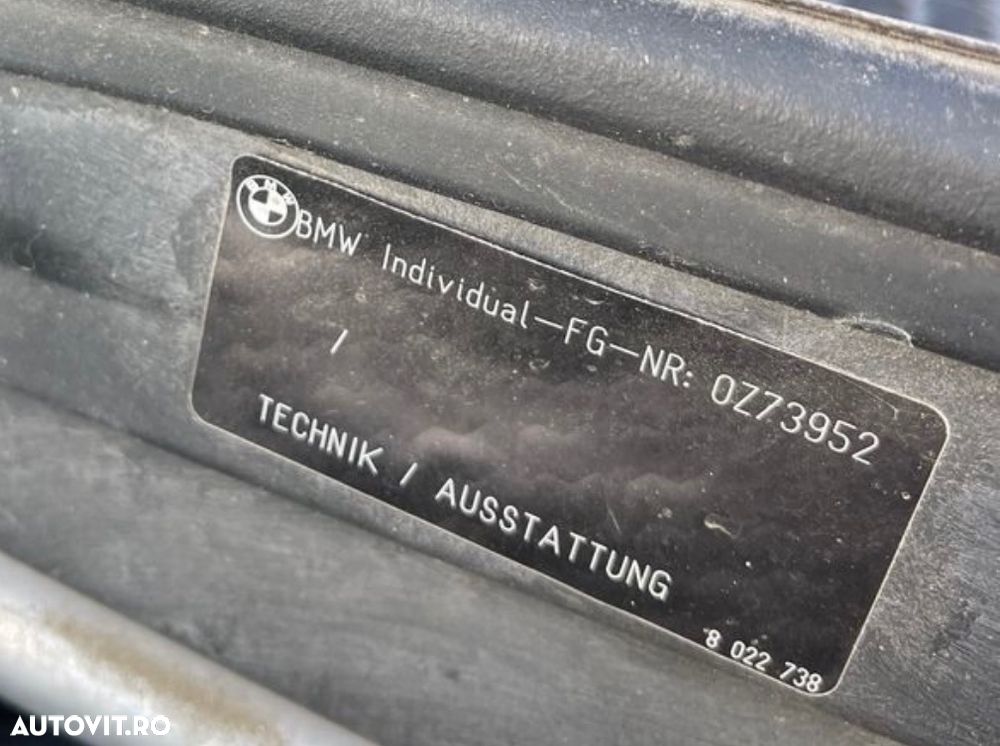 BMW
BMW Individual-FG-NR: 0Z73952
/
TECHNIK / AUSSTATTUNG
8 022 738
AUTOVIT.RO